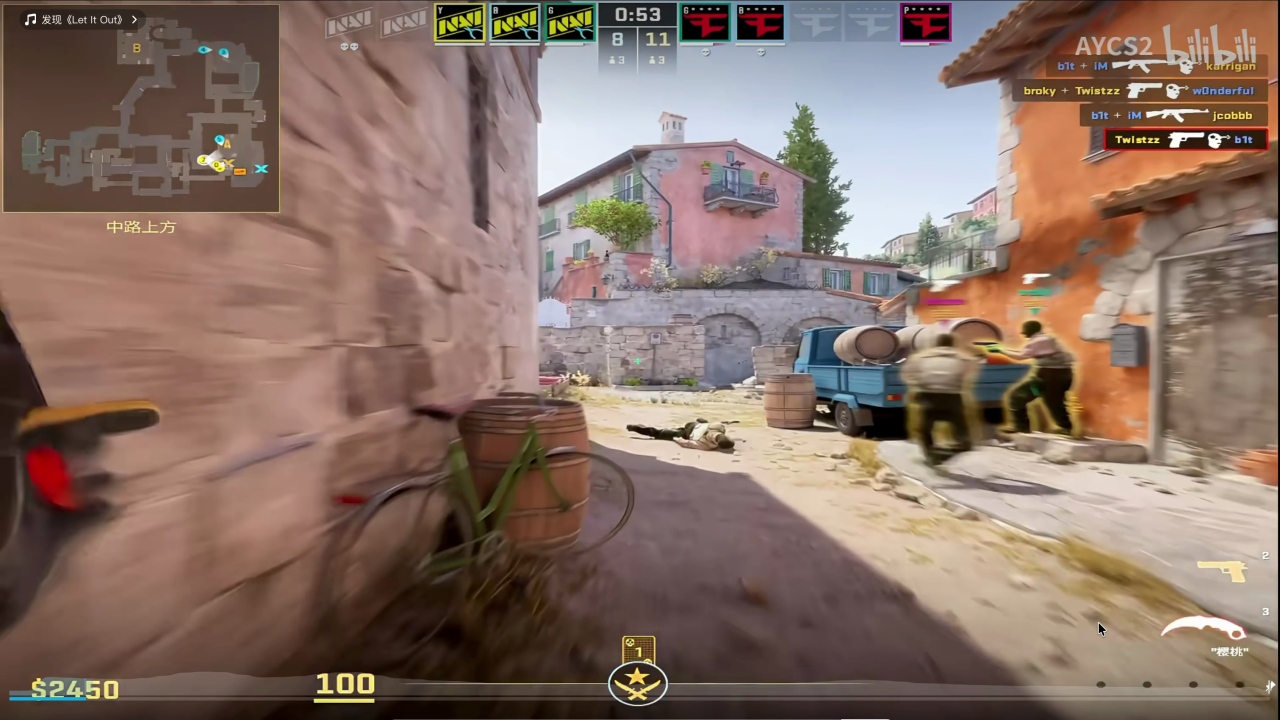 发现《Let It Out》
B
A
中路上方
Y
B
G
0:53
8
11
3
3
G
B
P
AYCS2 bilibili
b1t + iM karrigan
broky + Twistzz w0nderful
b1t + iM jcobbb
Twistzz b1t
2
3
"樱桃"
1
$2450
100